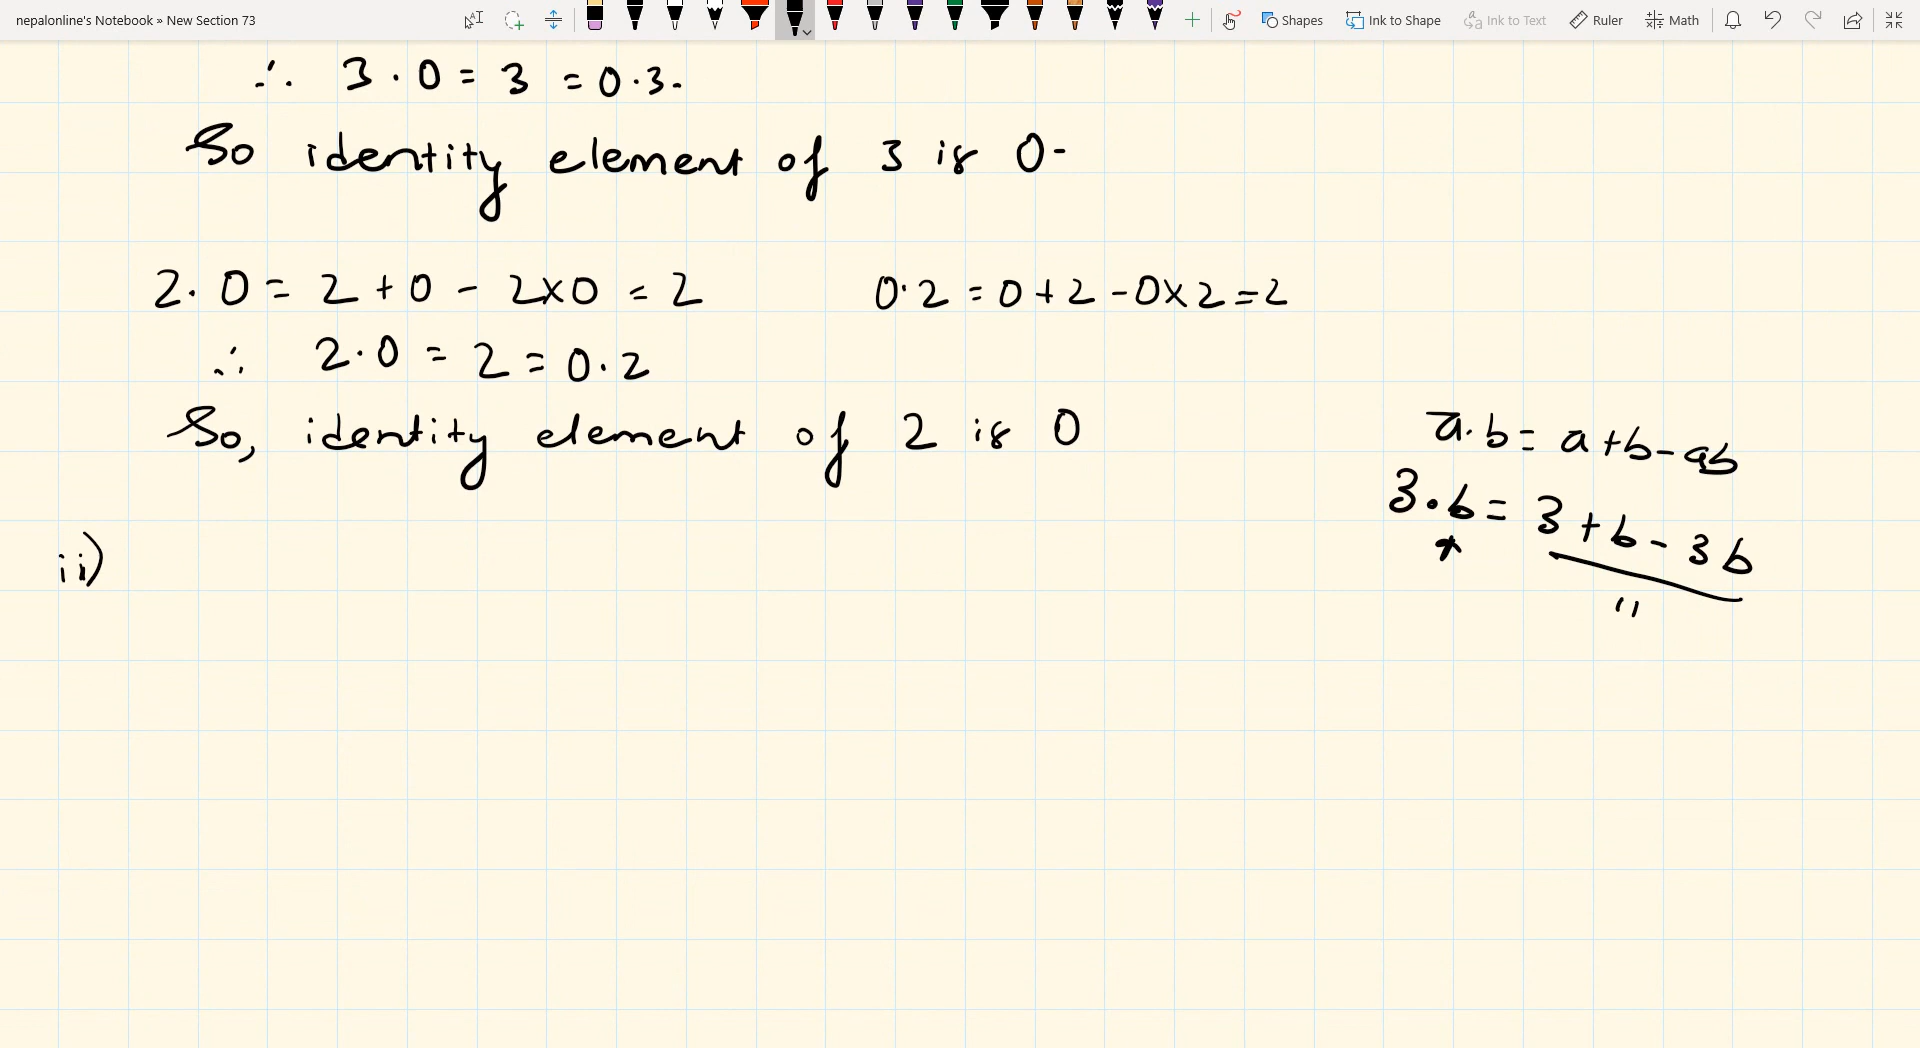 nepalonline's Notebook » New Section 73
Shapes Ink to Shape Ink to Text Ruler Math
∴ 3 · 0 = 3 = 0 · 3.
So identity element of 3 is 0.
2 · 0 = 2 + 0 - 2×0 = 2
0 · 2 = 0 + 2 - 0×2 = 2
∴ 2 · 0 = 2 = 0 · 2
So, identity element of 2 is 0
a · b = a + b - ab
3 · b = 3 + b - 3b
ii)